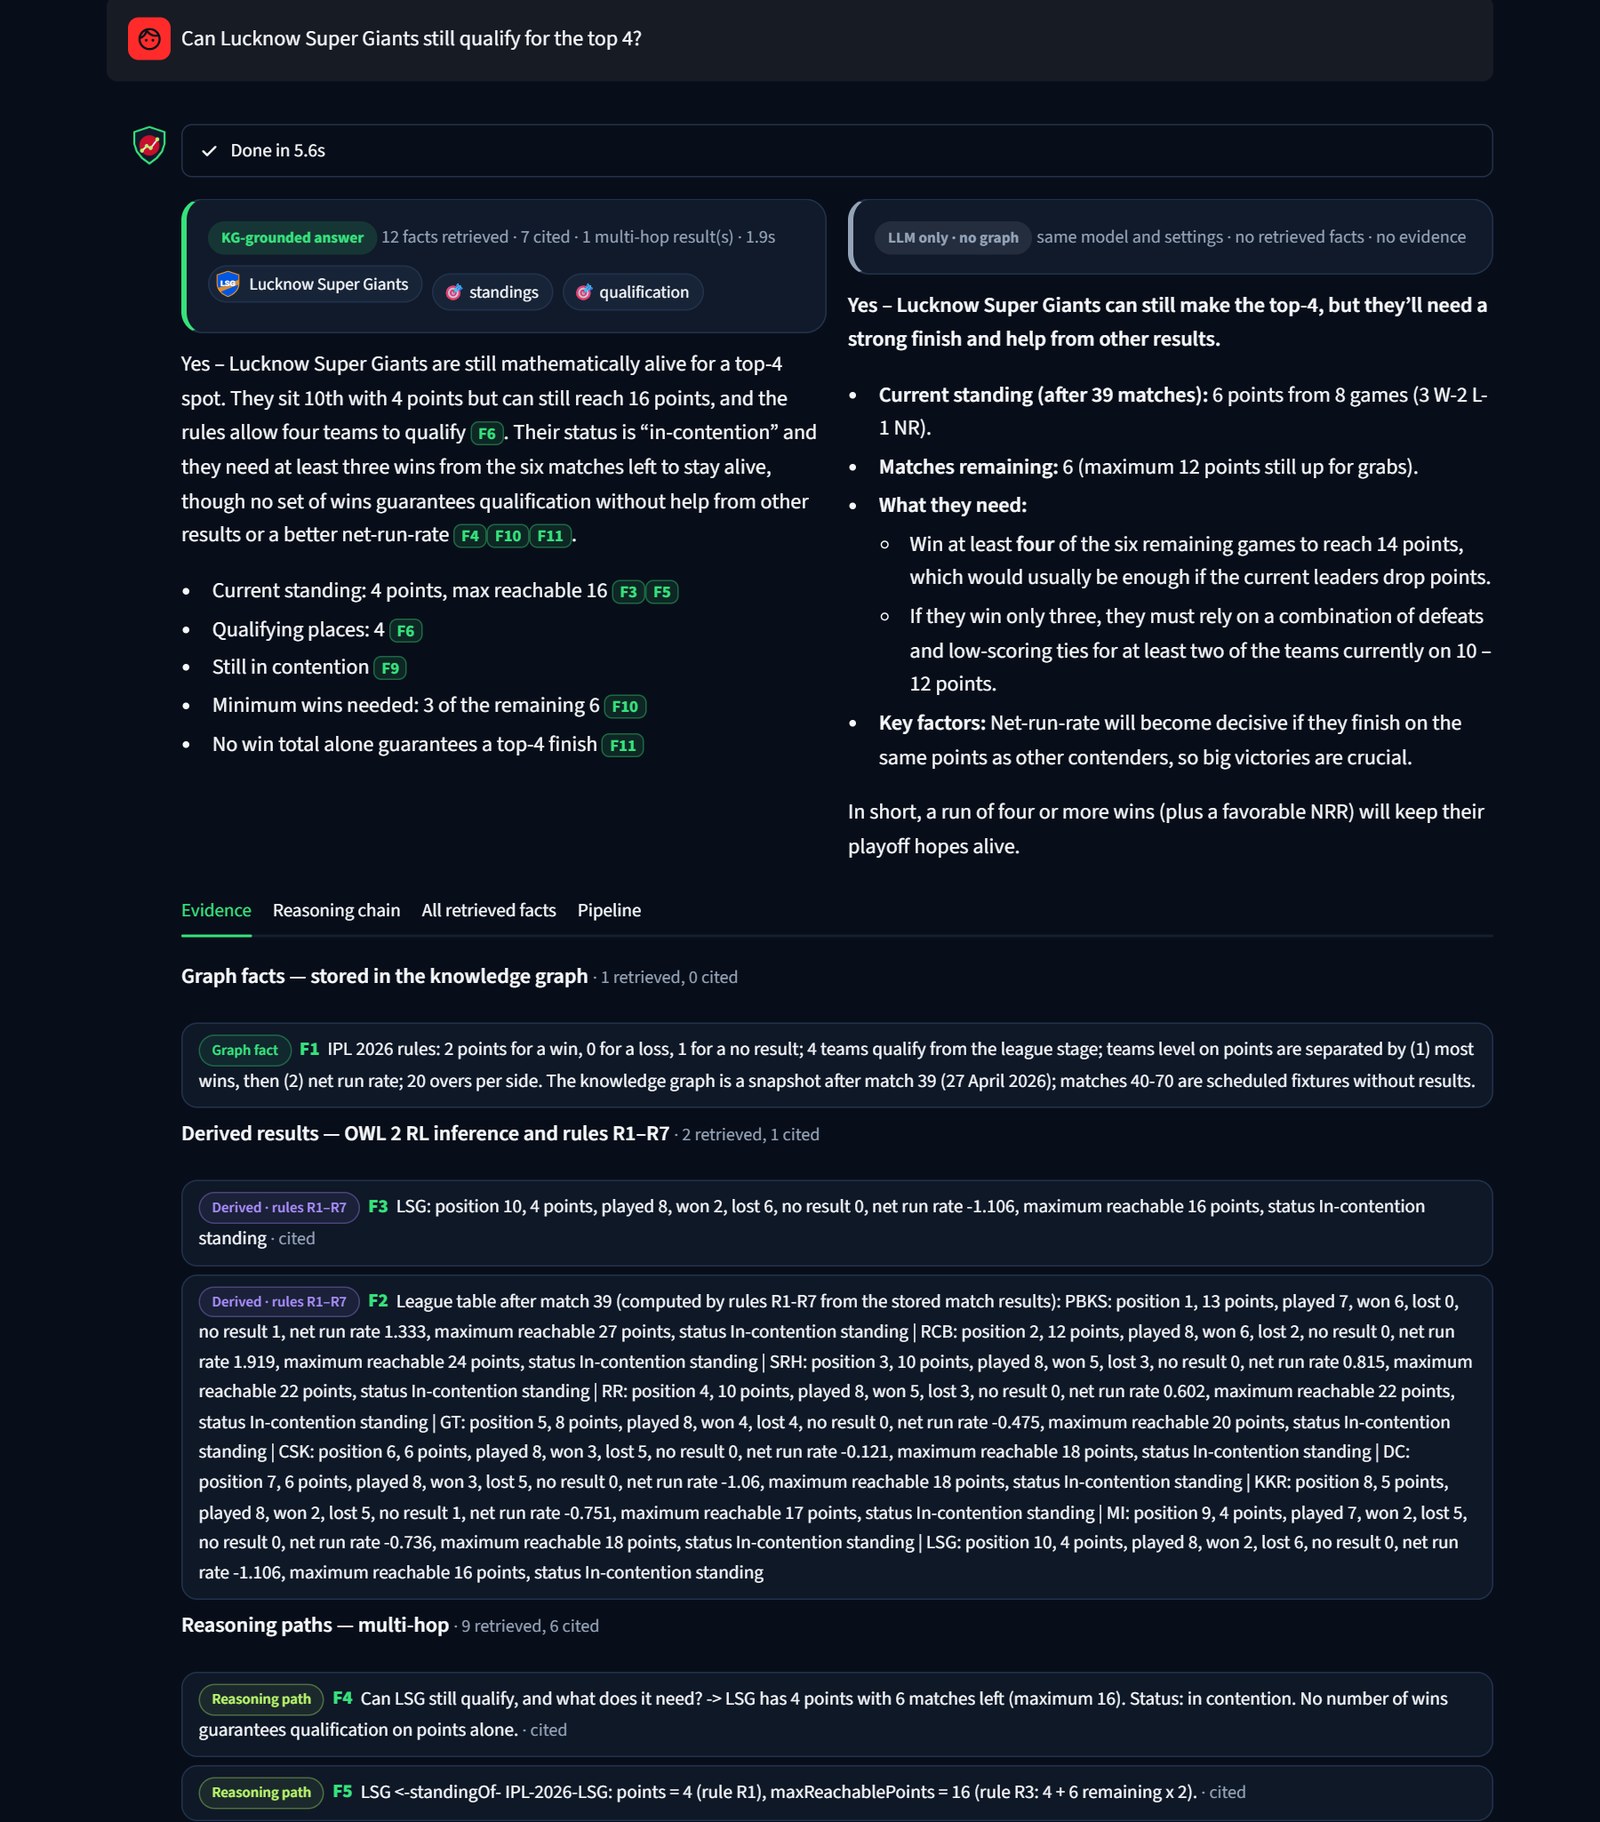 Can Lucknow Super Giants still qualify for the top 4?
Done in 5.6s
KG-grounded answer 12 facts retrieved · 7 cited · 1 multi-hop result(s) · 1.9s
LSG Lucknow Super Giants standings qualification
Yes – Lucknow Super Giants are still mathematically alive for a top-4
spot. They sit 10th with 4 points but can still reach 16 points, and the
rules allow four teams to qualify F6. Their status is “in-contention” and
they need at least three wins from the six matches left to stay alive,
though no set of wins guarantees qualification without help from other
results or a better net-run-rate F4 F10 F11.
• Current standing: 4 points, max reachable 16 F3 F5
• Qualifying places: 4 F6
• Still in contention F9
• Minimum wins needed: 3 of the remaining 6 F10
• No win total alone guarantees a top-4 finish F11
LLM only · no graph same model and settings · no retrieved facts · no evidence
Yes – Lucknow Super Giants can still make the top-4, but they’ll need a
strong finish and help from other results.
• Current standing (after 39 matches): 6 points from 8 games (3 W-2 L-
1 NR).
• Matches remaining: 6 (maximum 12 points still up for grabs).
• What they need:
○ Win at least four of the six remaining games to reach 14 points,
which would usually be enough if the current leaders drop points.
○ If they win only three, they must rely on a combination of defeats
and low-scoring ties for at least two of the teams currently on 10 –
12 points.
• Key factors: Net-run-rate will become decisive if they finish on the
same points as other contenders, so big victories are crucial.
In short, a run of four or more wins (plus a favorable NRR) will keep their
playoff hopes alive.
Evidence Reasoning chain All retrieved facts Pipeline
Graph facts — stored in the knowledge graph · 1 retrieved, 0 cited
Graph fact F1 IPL 2026 rules: 2 points for a win, 0 for a loss, 1 for a no result; 4 teams qualify from the league stage; teams level on points are separated by (1) most
wins, then (2) net run rate; 20 overs per side. The knowledge graph is a snapshot after match 39 (27 April 2026); matches 40-70 are scheduled fixtures without results.
Derived results — OWL 2 RL inference and rules R1–R7 · 2 retrieved, 1 cited
Derived · rules R1–R7 F3 LSG: position 10, 4 points, played 8, won 2, lost 6, no result 0, net run rate -1.106, maximum reachable 16 points, status In-contention
standing · cited
Derived · rules R1–R7 F2 League table after match 39 (computed by rules R1-R7 from the stored match results): PBKS: position 1, 13 points, played 7, won 6, lost 0,
no result 1, net run rate 1.333, maximum reachable 27 points, status In-contention standing | RCB: position 2, 12 points, played 8, won 6, lost 2, no result 0, net run
rate 1.919, maximum reachable 24 points, status In-contention standing | SRH: position 3, 10 points, played 8, won 5, lost 3, no result 0, net run rate 0.815, maximum
reachable 22 points, status In-contention standing | RR: position 4, 10 points, played 8, won 5, lost 3, no result 0, net run rate 0.602, maximum reachable 22 points,
status In-contention standing | GT: position 5, 8 points, played 8, won 4, lost 4, no result 0, net run rate -0.475, maximum reachable 20 points, status In-contention
standing | CSK: position 6, 6 points, played 8, won 3, lost 5, no result 0, net run rate -0.121, maximum reachable 18 points, status In-contention standing | DC:
position 7, 6 points, played 8, won 3, lost 5, no result 0, net run rate -1.06, maximum reachable 18 points, status In-contention standing | KKR: position 8, 5 points,
played 8, won 2, lost 5, no result 1, net run rate -0.751, maximum reachable 17 points, status In-contention standing | MI: position 9, 4 points, played 7, won 2, lost 5,
no result 0, net run rate -0.736, maximum reachable 18 points, status In-contention standing | LSG: position 10, 4 points, played 8, won 2, lost 6, no result 0, net run
rate -1.106, maximum reachable 16 points, status In-contention standing
Reasoning paths — multi-hop · 9 retrieved, 6 cited
Reasoning path F4 Can LSG still qualify, and what does it need? -> LSG has 4 points with 6 matches left (maximum 16). Status: in contention. No number of wins
guarantees qualification on points alone. · cited
Reasoning path F5 LSG <-standingOf- IPL-2026-LSG: points = 4 (rule R1), maxReachablePoints = 16 (rule R3: 4 + 6 remaining x 2). · cited